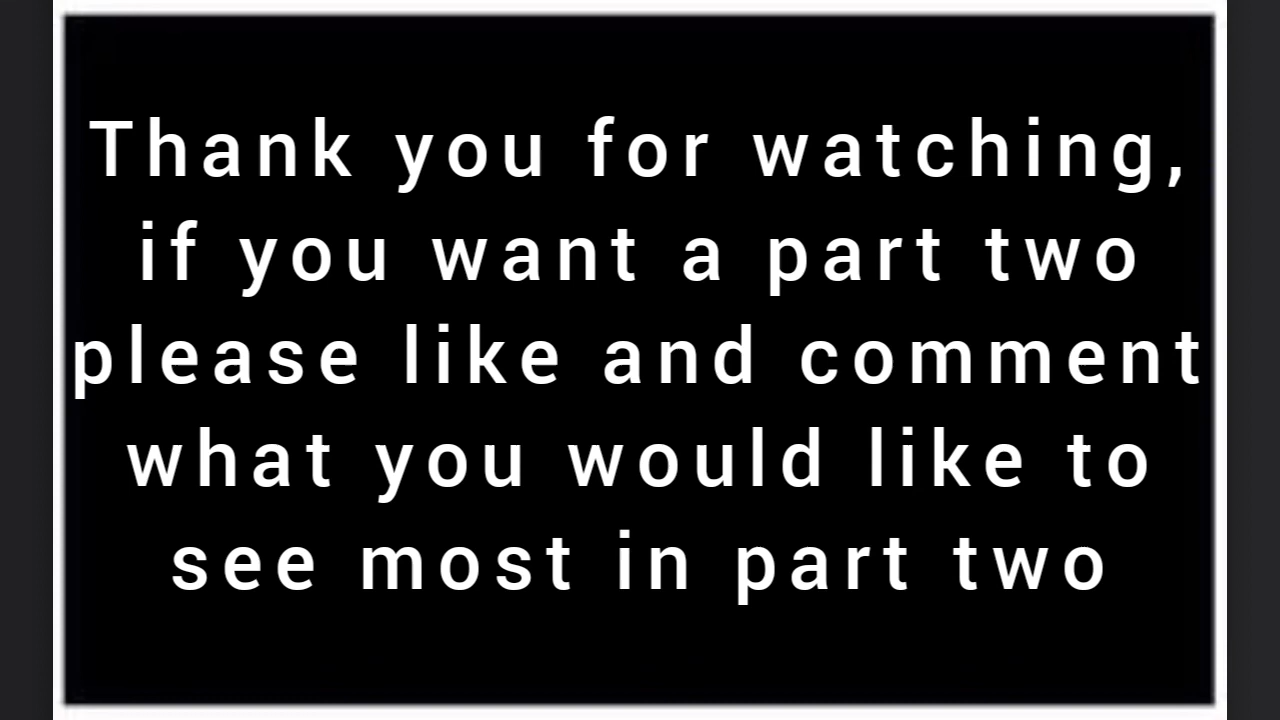 Thank you for watching,
if you want a part two
please like and comment
what you would like to
see most in part two